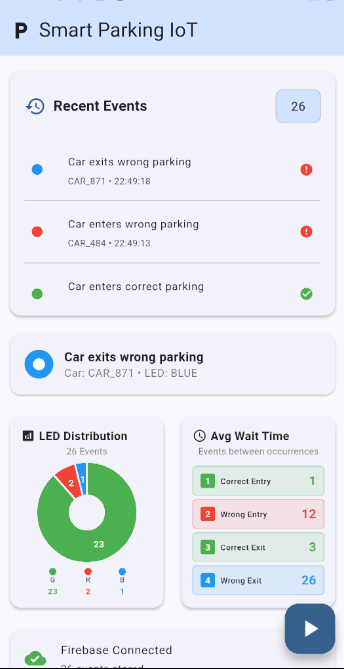 P Smart Parking IoT
Recent Events
26
Car exits wrong parking
CAR_871 • 22:49:18
Car enters wrong parking
CAR_484 • 22:49:13
Car enters correct parking
Car exits wrong parking
Car: CAR_871 • LED: BLUE
LED Distribution
26 Events
2
1
23
G R B
23 2 1
Avg Wait Time
Events between occurrences
1 Correct Entry 1
2 Wrong Entry 12
3 Correct Exit 3
4 Wrong Exit 26
Firebase Connected
26 events stored